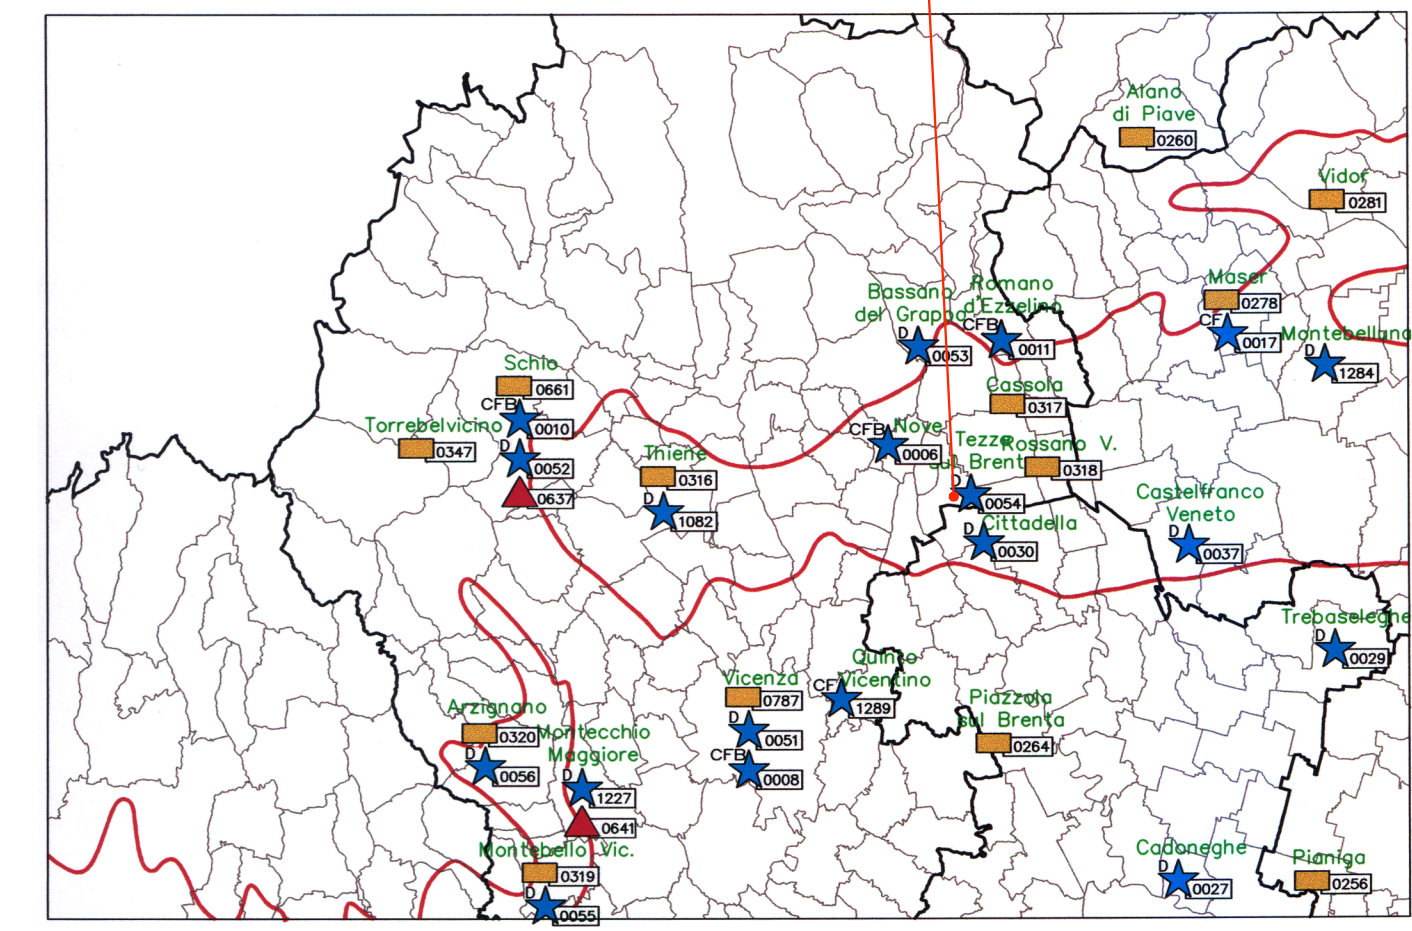 Alano
di Piave
0260
Vidor
0281
Maser
0278
CF
0017
Montebelluna
D
1284
Bassano
del Grappa
D
0053
Romano
d'Ezzelino
CFB
0011
Schio
0661
CFB
0010
D
0052
0637
Torrebelvicino
0347
Thiene
0316
D
1082
Cassola
0317
CFB
Nove
0006
Tezze
sul Brent
D
0054
Rossano V.
0318
Cittadella
D
0030
Castelfranco
Veneto
D
0037
Trebaseleghe
D
0029
Quinto
Vicentino
CF
1289
Vicenza
0787
D
0051
CFB
0008
Piazzola
sul Brenta
0264
Arzignano
0320
D
0056
Montecchio
Maggiore
D
1227
0641
Montebello Vic.
0319
D
0055
Cadoneghe
D
0027
Pianiga
0256